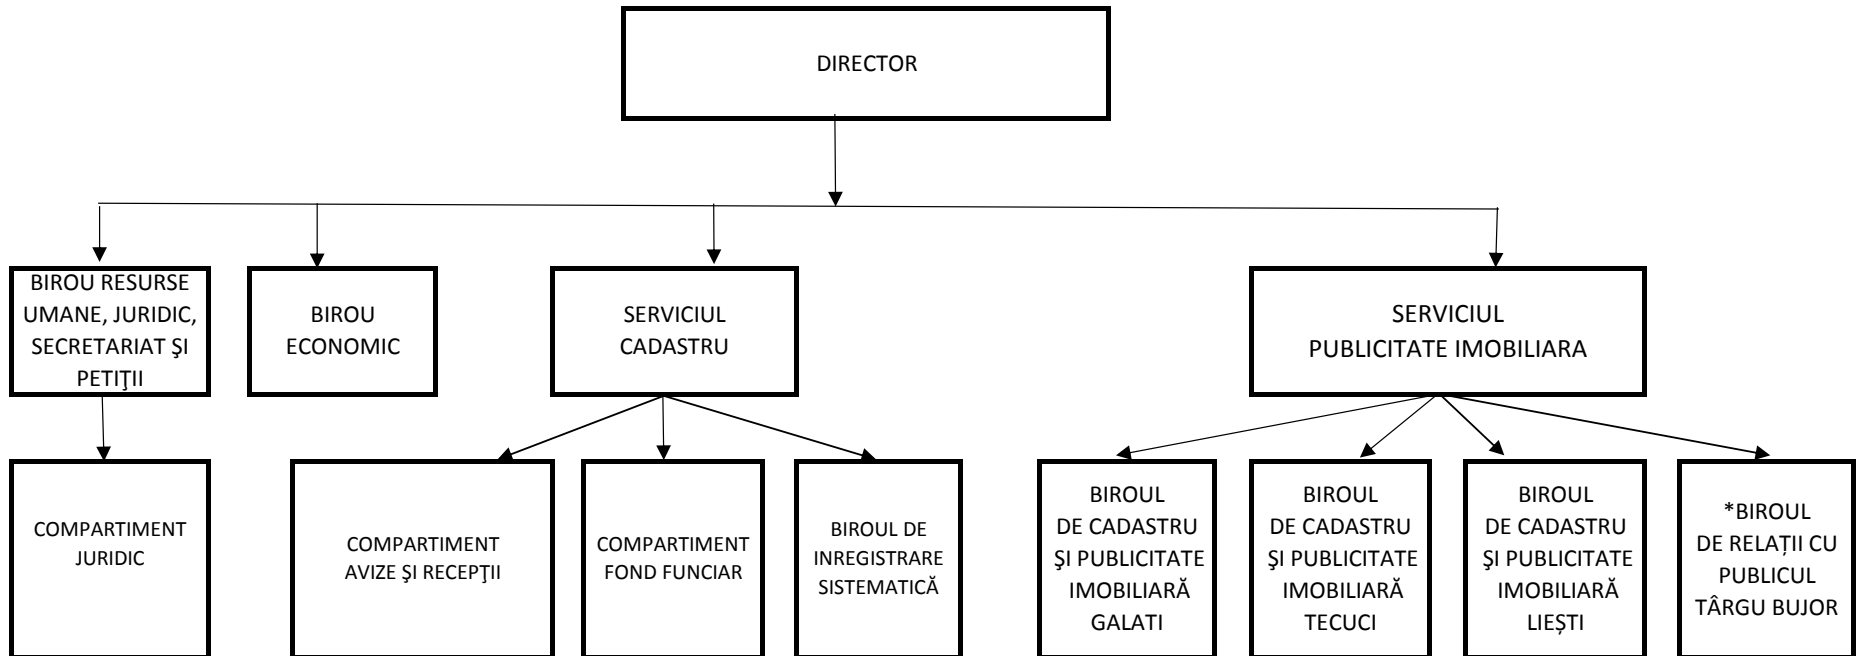 DIRECTOR
BIROU RESURSE
UMANE, JURIDIC,
SECRETARIAT ŞI
PETIŢII
BIROU
ECONOMIC
SERVICIUL
CADASTRU
SERVICIUL
PUBLICITATE IMOBILIARA
COMPARTIMENT
JURIDIC
COMPARTIMENT
AVIZE ŞI RECEPŢII
COMPARTIMENT
FOND FUNCIAR
BIROUL DE
INREGISTRARE
SISTEMATICĂ
BIROUL
DE CADASTRU
ŞI PUBLICITATE
IMOBILIARĂ
GALATI
BIROUL
DE CADASTRU
ŞI PUBLICITATE
IMOBILIARĂ
TECUCI
BIROUL
DE CADASTRU
ŞI PUBLICITATE
IMOBILIARĂ
LIEȘTI
*BIROUL
DE RELAȚII CU
PUBLICUL
TÂRGU BUJOR